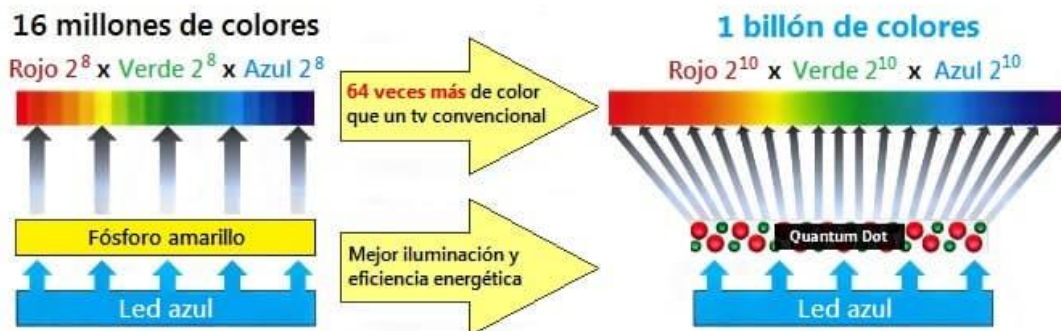 16 millones de colores
Rojo 2⁸ x Verde 2⁸ x Azul 2⁸
64 veces más de color
que un tv convencional
1 billón de colores
Rojo 2¹⁰ x Verde 2¹⁰ x Azul 2¹⁰
Fósforo amarillo
Led azul
Mejor iluminación y
eficiencia energética
Quantum Dot
Led azul